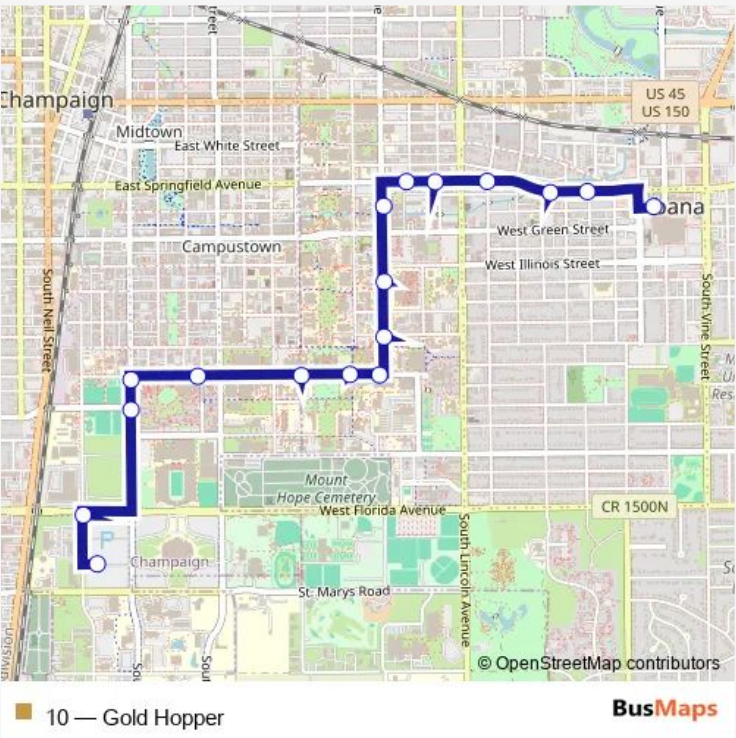 Champaign
US 45
US 150
Midtown
East White Street
East Springfield Avenue
bana
West Green Street
Campustown
West Illinois Street
South Neil Street
South Vine Street
Mount
Hope Cemetery
West Florida Avenue
CR 1500N
P
Champaign
South Lincoln Avenue
St. Marys Road
© OpenStreetMap contributors
10 — Gold Hopper
BusMaps